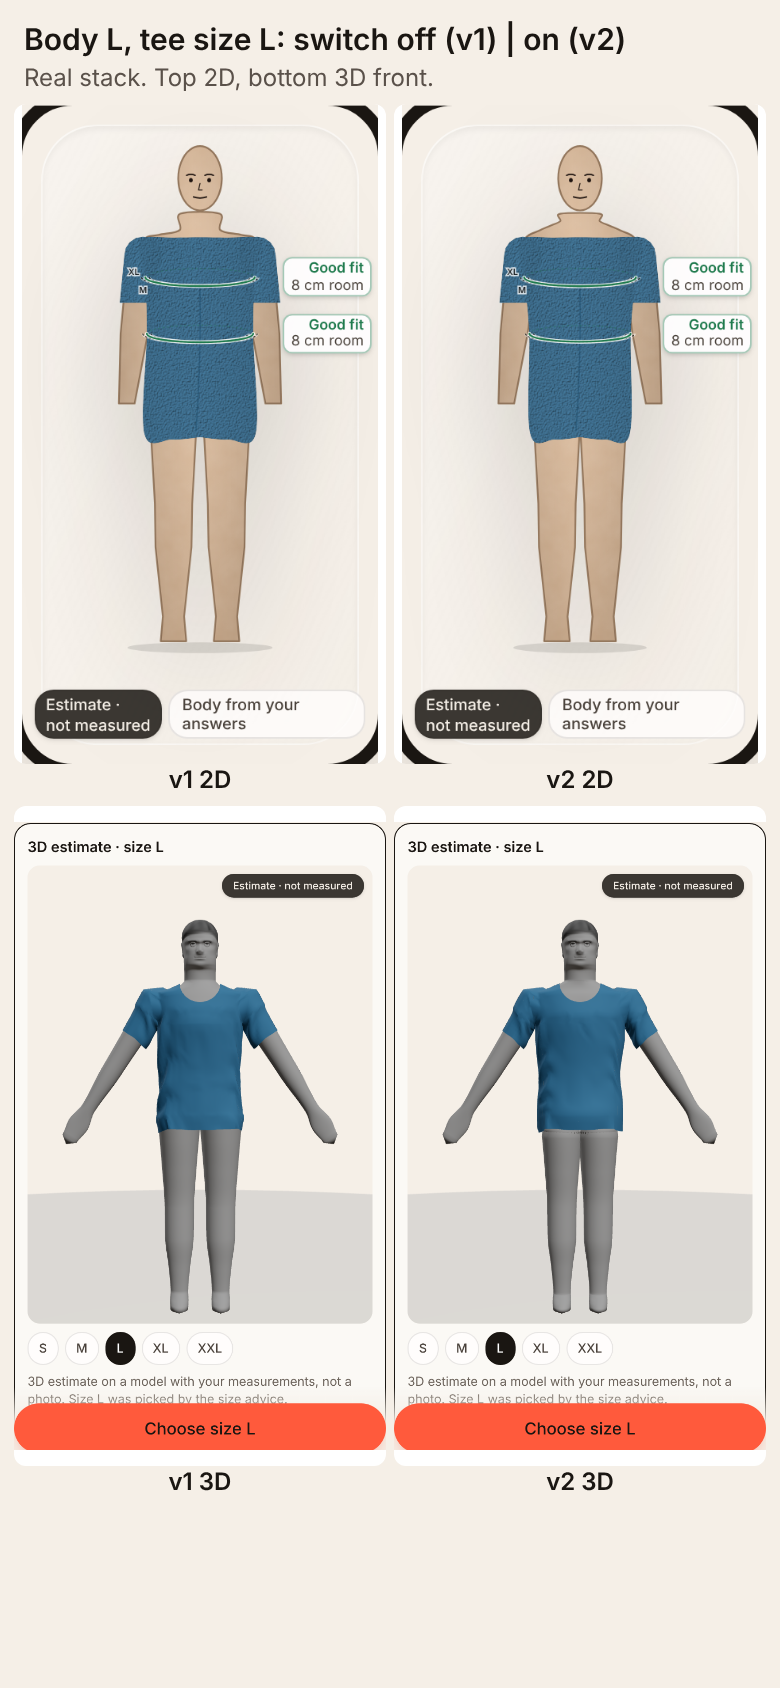 Body L, tee size L: switch off (v1) | on (v2)
Real stack. Top 2D, bottom 3D front.
XL
M
Good fit
8 cm room
Good fit
8 cm room
Estimate ·
not measured
Body from your
answers
v1 2D
XL
M
Good fit
8 cm room
Good fit
8 cm room
Estimate ·
not measured
Body from your
answers
v2 2D
3D estimate · size L
Estimate · not measured
S M L XL XXL
3D estimate on a model with your measurements, not a
photo. Size L was picked by the size advice.
Choose size L
v1 3D
3D estimate · size L
Estimate · not measured
S M L XL XXL
3D estimate on a model with your measurements, not a
photo. Size L was picked by the size advice.
Choose size L
v2 3D